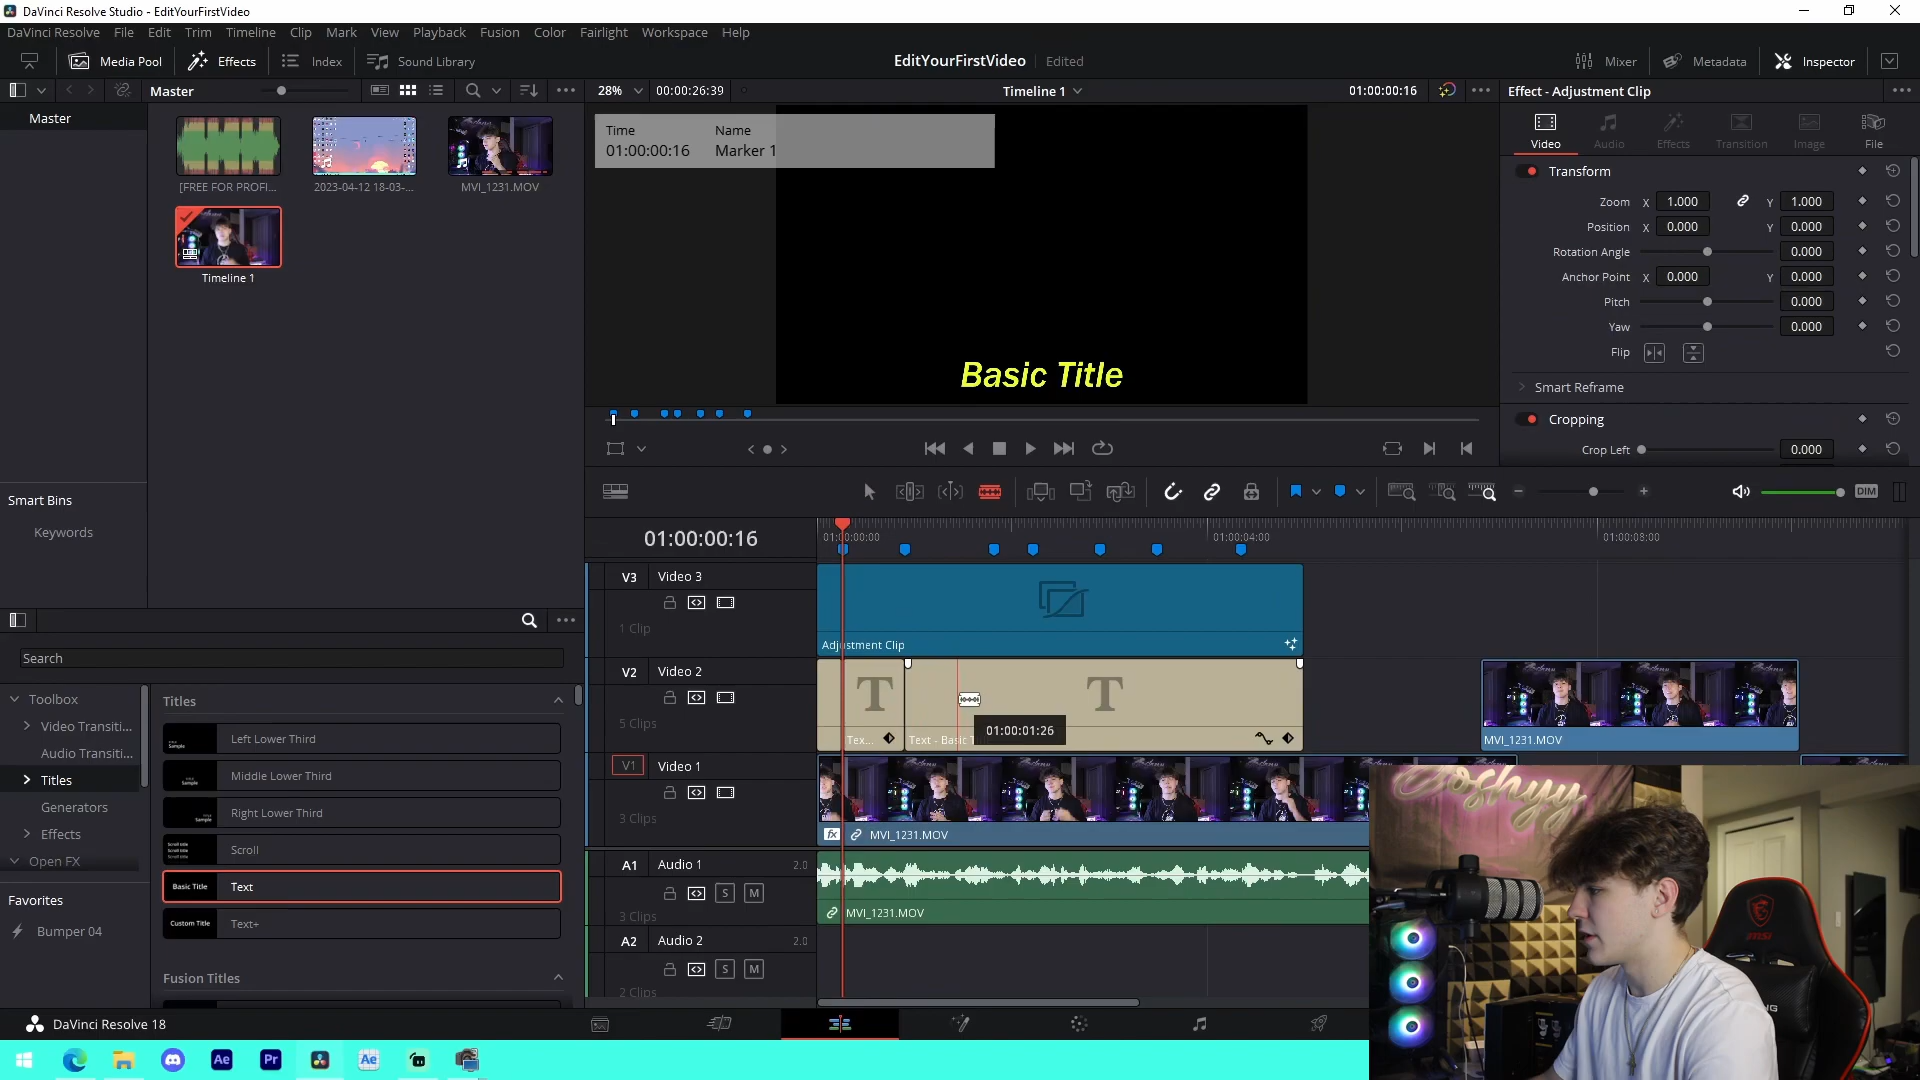 DaVinci Resolve Studio - EditYourFirstVideo
DaVinci Resolve File Edit Trim Timeline Clip Mark View Playback Fusion Color Fairlight Workspace Help
Media Pool Effects Index Sound Library EditYourFirstVideo Edited Mixer Metadata Inspector
Master 28% 00:00:26:39 Timeline 1 01:00:00:16 Effect - Adjustment Clip
Master
[FREE FOR PROFI... 2023-04-12 18-03-... MVI_1231.MOV
Timeline 1
Time Name
01:00:00:16 Marker 1
Basic Title
Video Audio Effects Transition Image File
Transform
Zoom X 1.000 Y 1.000
Position X 0.000 Y 0.000
Rotation Angle 0.000
Anchor Point X 0.000 Y 0.000
Pitch 0.000
Yaw 0.000
Flip
Smart Reframe
Cropping
Crop Left 0.000
Smart Bins
Keywords
DIM
01:00:00:16 01:00:00:00 01:00:04:00 01:00:08:00
V3 Video 3
1 Clip
Adjustment Clip
V2 Video 2
5 Clips
T T
01:00:01:26
Tex... Text - Basic T
MVI_1231.MOV
V1 Video 1
3 Clips
fx MVI_1231.MOV
A1 Audio 1 2.0
S M
3 Clips
MVI_1231.MOV
A2 Audio 2 2.0
S M
2 Clips
Search
Toolbox
Video Transiti...
Audio Transiti...
Titles
Generators
Effects
Open FX
Favorites
Bumper 04
Titles
Left Lower Third
Middle Lower Third
Right Lower Third
Scroll
Basic Title Text
Custom Title Text+
Fusion Titles
Joshyy
msi
DaVinci Resolve 18
Ae Pr Ae